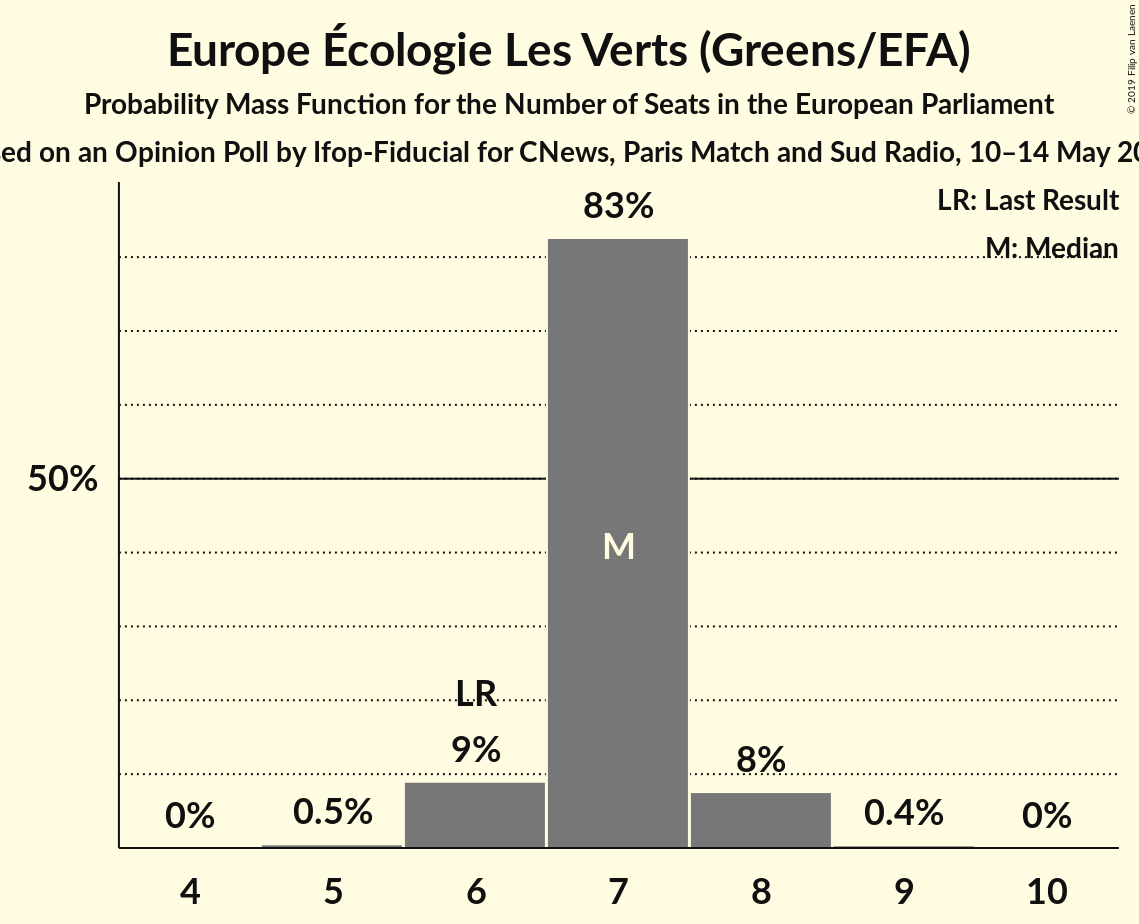 Europe Écologie Les Verts (Greens/EFA)
Probability Mass Function for the Number of Seats in the European Parliament
on an Opinion Poll by Ifop-Fiducial for CNews, Paris Match and Sud Radio, 10–14 May
© 2019 Filip van Laenen
LR: Last Result
M: Median
83%
50%
M
LR
9%
8%
0%
0.5%
0.4%
0%
4 5 6 7 8 9 10